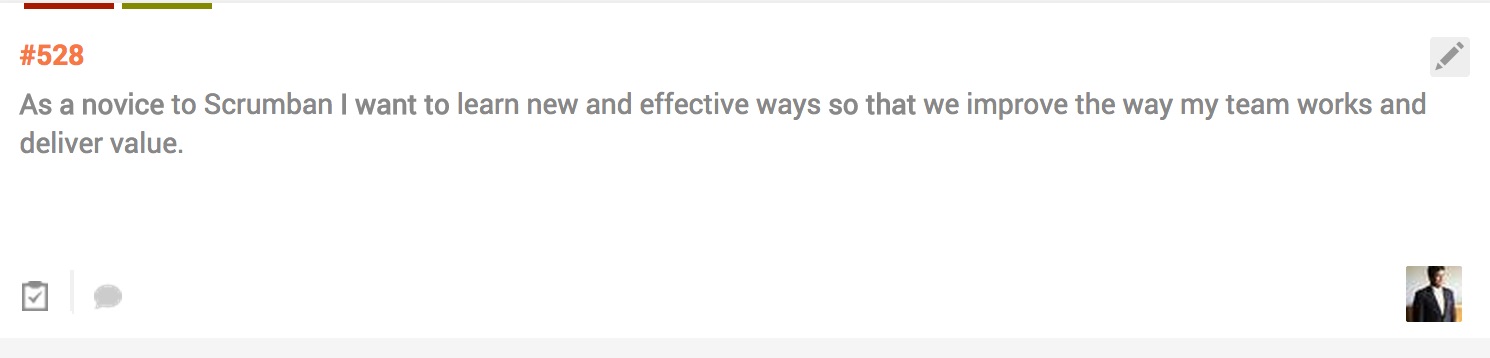 #528
As a novice to Scrumban I want to learn new and effective ways so that we improve the way my team works and
deliver value.